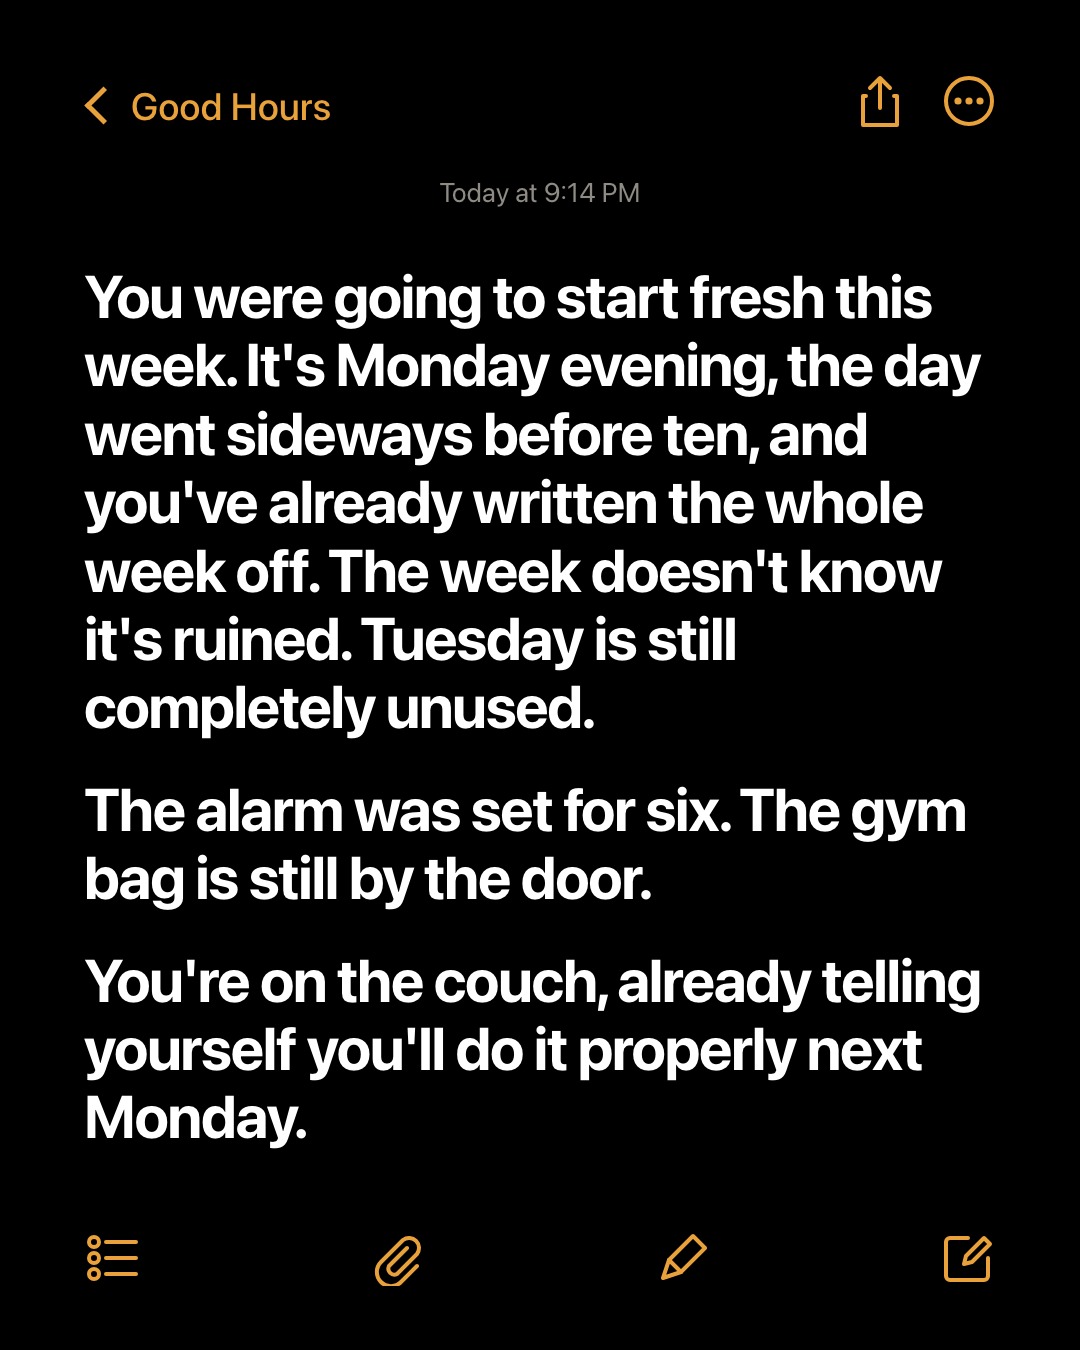 Good Hours
Today at 9:14 PM
You were going to start fresh this
week. It's Monday evening, the day
went sideways before ten, and
you've already written the whole
week off. The week doesn't know
it's ruined. Tuesday is still
completely unused.
The alarm was set for six. The gym
bag is still by the door.
You're on the couch, already telling
yourself you'll do it properly next
Monday.